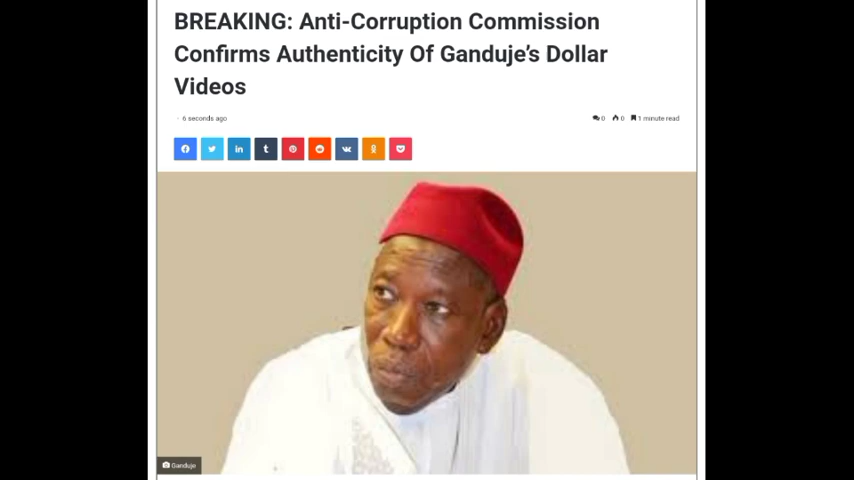 BREAKING: Anti-Corruption Commission
Confirms Authenticity Of Ganduje's Dollar
Videos
6 seconds ago
0 0 1 minute read
Ganduje